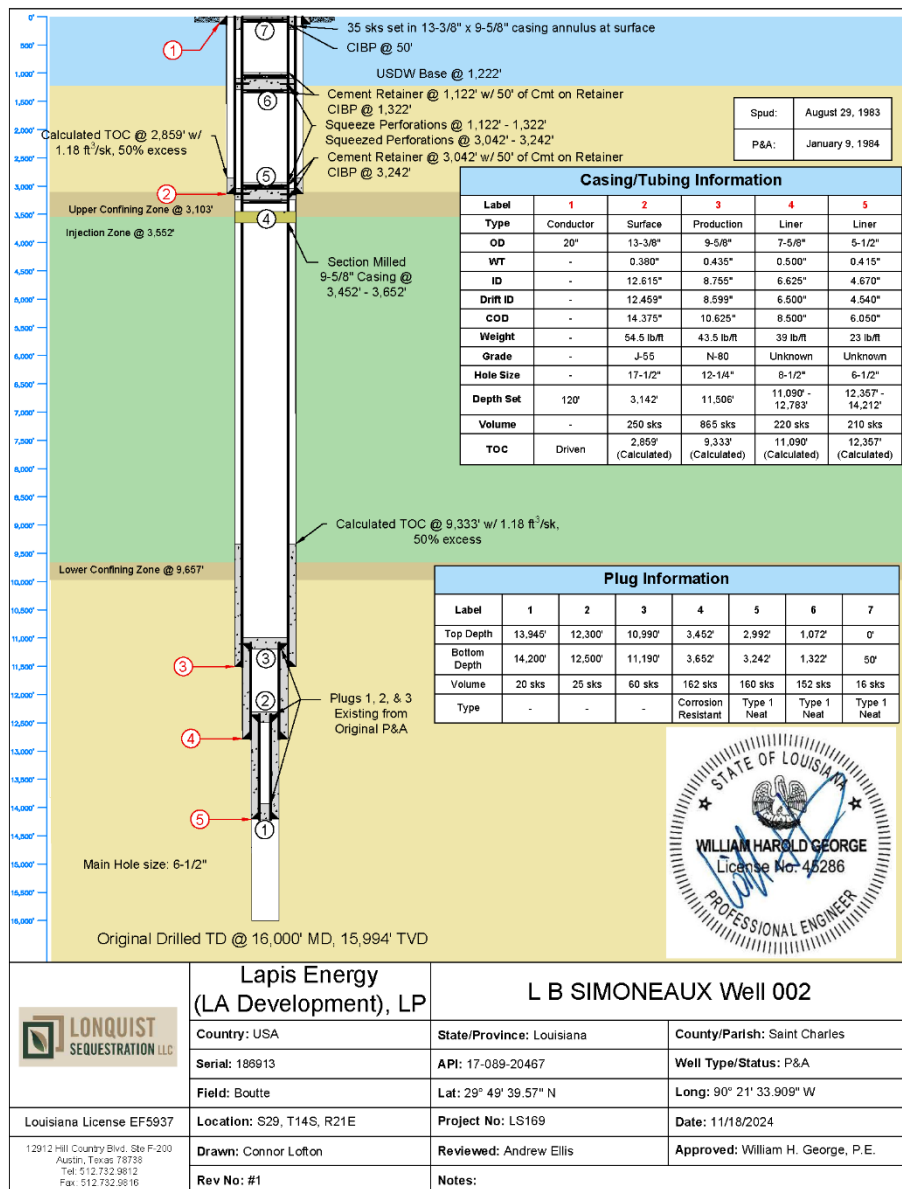 0'
500'
1,000'
1,500'
2,000'
2,500'
3,000'
3,500'
4,000'
4,500'
5,000'
5,500'
6,000'
6,500'
7,000'
7,500'
8,000'
8,500'
9,000'
9,500'
10,000'
10,500'
11,000'
11,500'
12,000'
12,500'
13,000'
13,500'
14,000'
14,500'
15,000'
15,500'
16,000'
1
7
35 sks set in 13-3/8" x 9-5/8" casing annulus at surface
CIBP @ 50'
USDW Base @ 1,222'
Cement Retainer @ 1,122' w/ 50' of Cmt on Retainer
CIBP @ 1,322'
6
Squeeze Perforations @ 1,122' - 1,322'
Squeezed Perforations @ 3,042' - 3,242'
Cement Retainer @ 3,042' w/ 50' of Cmt on Retainer
CIBP @ 3,242'
Calculated TOC @ 2,859' w/
1.18 ft³/sk, 50% excess
5
2
Upper Confining Zone @ 3,103'
4
Injection Zone @ 3,552'
Section Milled
9-5/8" Casing @
3,452' - 3,652'
Spud: August 29, 1983
P&A: January 9, 1984
Casing/Tubing Information
Label 1 2 3 4 5
Type Conductor Surface Production Liner Liner
OD 20" 13-3/8" 9-5/8" 7-5/8" 5-1/2"
WT - 0.380" 0.435" 0.500" 0.415"
ID - 12.615" 8.755" 6.625" 4.670"
Drift ID - 12.459" 8.599" 6.500" 4.540"
COD - 14.375" 10.625" 8.500" 6.050"
Weight - 54.5 lb/ft 43.5 lb/ft 39 lb/ft 23 lb/ft
Grade - J-55 N-80 Unknown Unknown
Hole Size - 17-1/2" 12-1/4" 8-1/2" 6-1/2"
Depth Set 120' 3,142' 11,506' 11,090' - 12,783' 12,357' - 14,212'
Volume - 250 sks 865 sks 220 sks 210 sks
TOC Driven 2,859' (Calculated) 9,333' (Calculated) 11,090' (Calculated) 12,357' (Calculated)
Calculated TOC @ 9,333' w/ 1.18 ft³/sk,
50% excess
Lower Confining Zone @ 9,657'
Plug Information
Label 1 2 3 4 5 6 7
Top Depth 13,945' 12,300' 10,990' 3,452' 2,992' 1,072' 0'
Bottom Depth 14,200' 12,500' 11,190' 3,652' 3,242' 1,322' 50'
Volume 20 sks 25 sks 60 sks 162 sks 160 sks 152 sks 16 sks
Type - - - Corrosion Resistant Type 1 Neat Type 1 Neat Type 1 Neat
3
3
2
Plugs 1, 2, & 3
Existing from
Original P&A
4
5
1
Main Hole size: 6-1/2"
Original Drilled TD @ 16,000' MD, 15,994' TVD
STATE OF LOUISIANA
WILLIAM HAROLD GEORGE
License No. 45286
PROFESSIONAL ENGINEER
LONQUIST
SEQUESTRATION LLC
Louisiana License EF5937
12912 Hill Country Blvd. Ste F-200
Austin, Texas 78738
Tel: 512.732.9812
Fax: 512.732.9816
Lapis Energy
(LA Development), LP
L B SIMONEAUX Well 002
Country: USA
State/Province: Louisiana
County/Parish: Saint Charles
Serial: 186913
API: 17-089-20467
Well Type/Status: P&A
Field: Boutte
Lat: 29° 49' 39.57" N
Long: 90° 21' 33.909" W
Location: S29, T14S, R21E
Project No: LS169
Date: 11/18/2024
Drawn: Connor Lofton
Reviewed: Andrew Ellis
Approved: William H. George, P.E.
Rev No: #1
Notes: